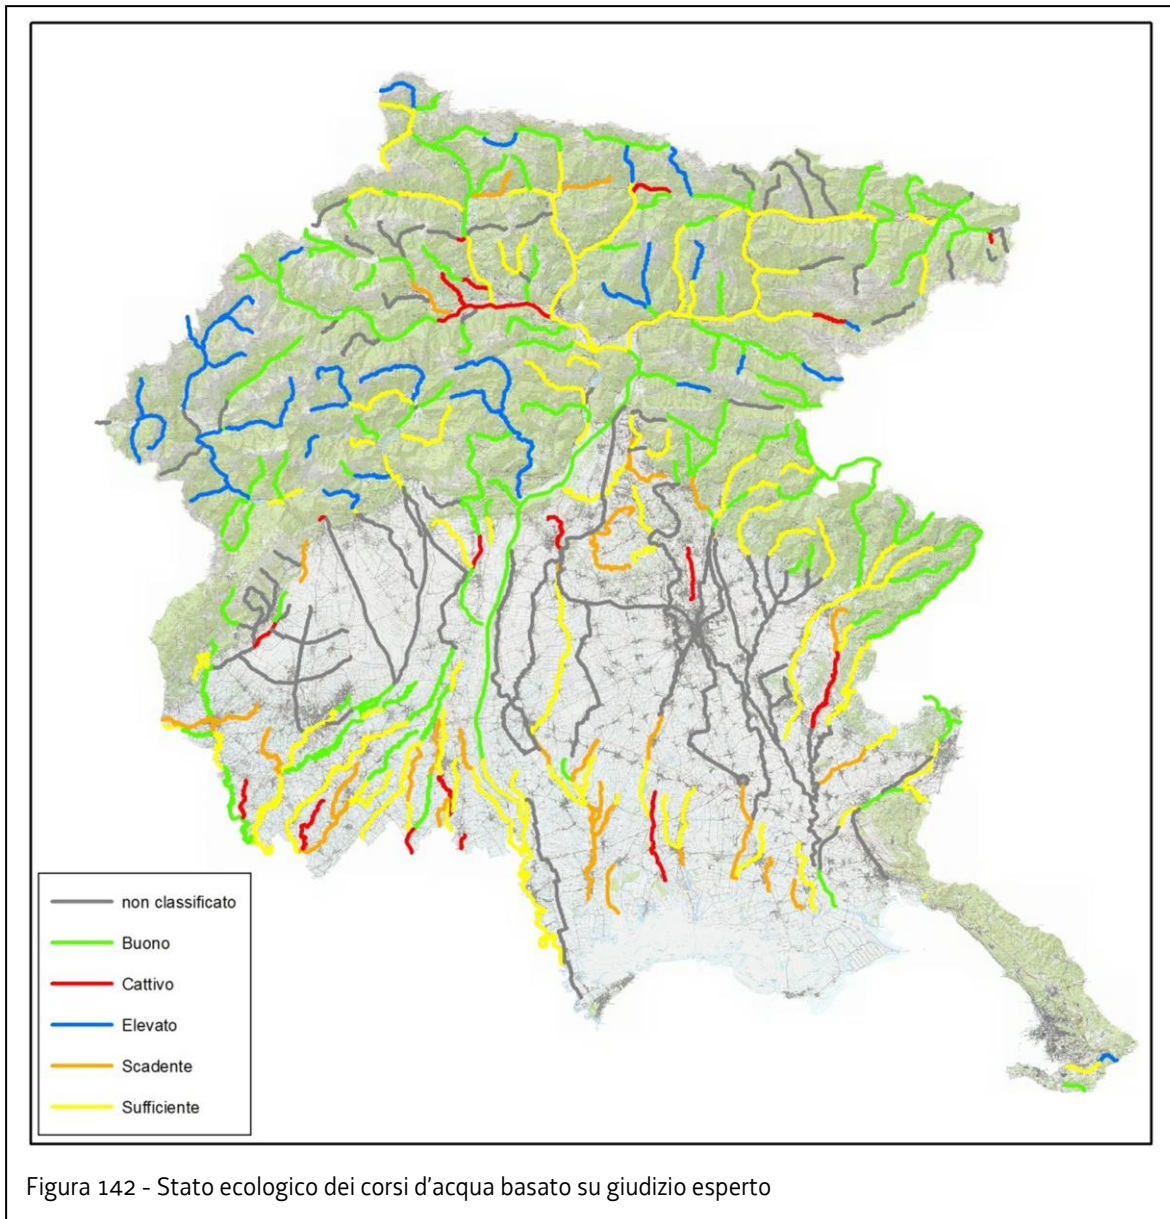 non classificato
Buono
Cattivo
Elevato
Scadente
Sufficiente
Figura 142 - Stato ecologico dei corsi d'acqua basato su giudizio esperto